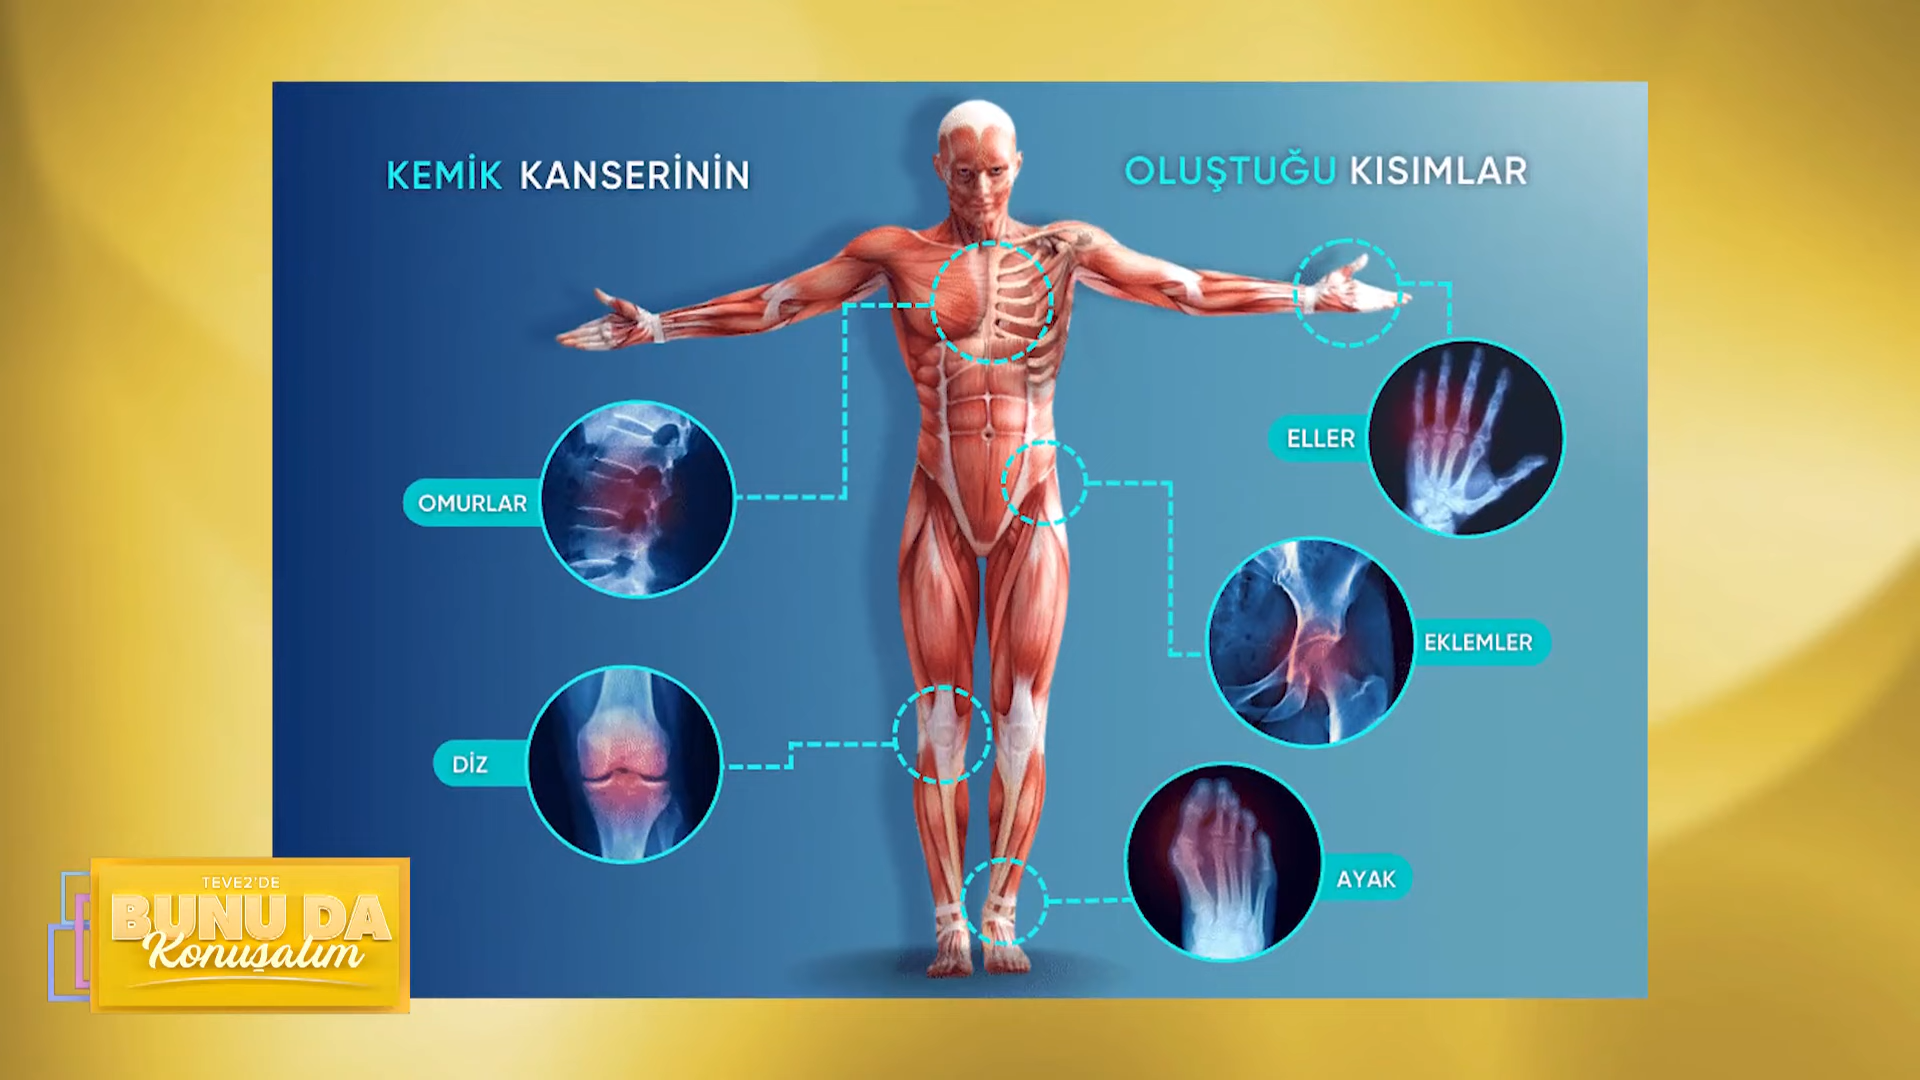 KEMİK KANSERİNİN
OLUŞTUĞU KISIMLAR
OMURLAR
DİZ
ELLER
EKLEMLER
AYAK
TEVE2'DE
BUNU DA
Konuşalım